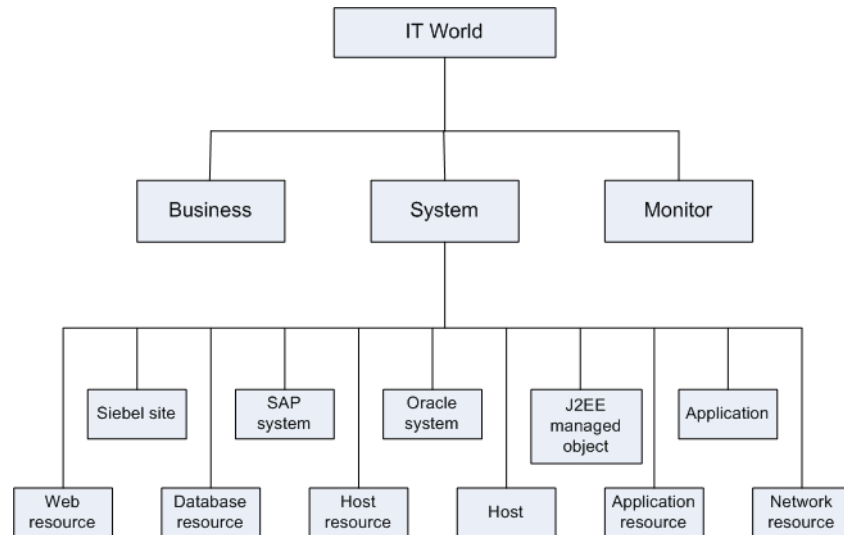 IT World
Business
System
Monitor
Siebel site
SAP
system
Oracle
system
J2EE
managed
object
Application
Web
resource
Database
resource
Host
resource
Host
Application
resource
Network
resource